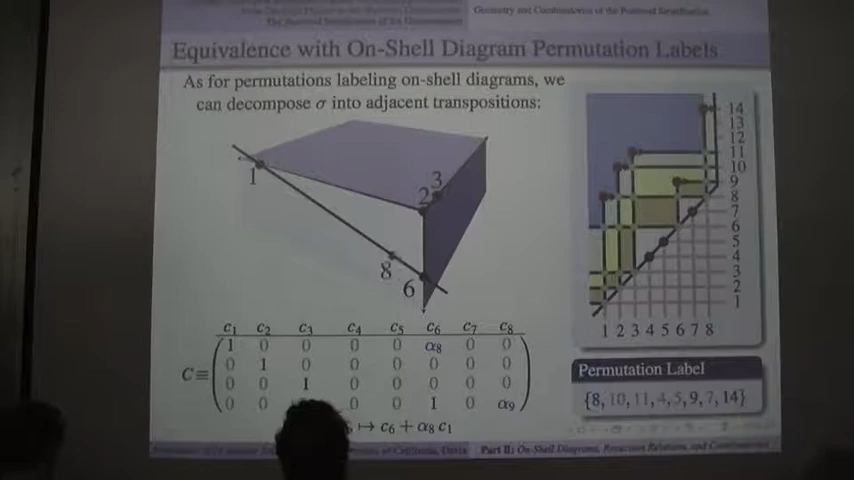 Geometry and Combinatorics of the Positroid Stratification
Equivalence with On-Shell Diagram Permutation Labels
As for permutations labeling on-shell diagrams, we
can decompose σ into adjacent transpositions:
1
2
3
8
6
14
13
12
11
10
9
8
7
6
5
4
3
2
1
1 2 3 4 5 6 7 8
c₁ c₂ c₃ c₄ c₅ c₆ c₇ c₈
1 0 0 0 0 α₈ 0 0
0 1 0 0 0 0 0 0
C≡
0 0 1 0 0 0 0 0
0 0 0 0 1 0 α₉
↦ c₆ + α₈ c₁
Permutation Label
{8, 10, 11, 4, 5, 9, 7, 14}
of California, Davis
Part II: On-Shell Diagrams, Recursion Relations, and Combinatorics